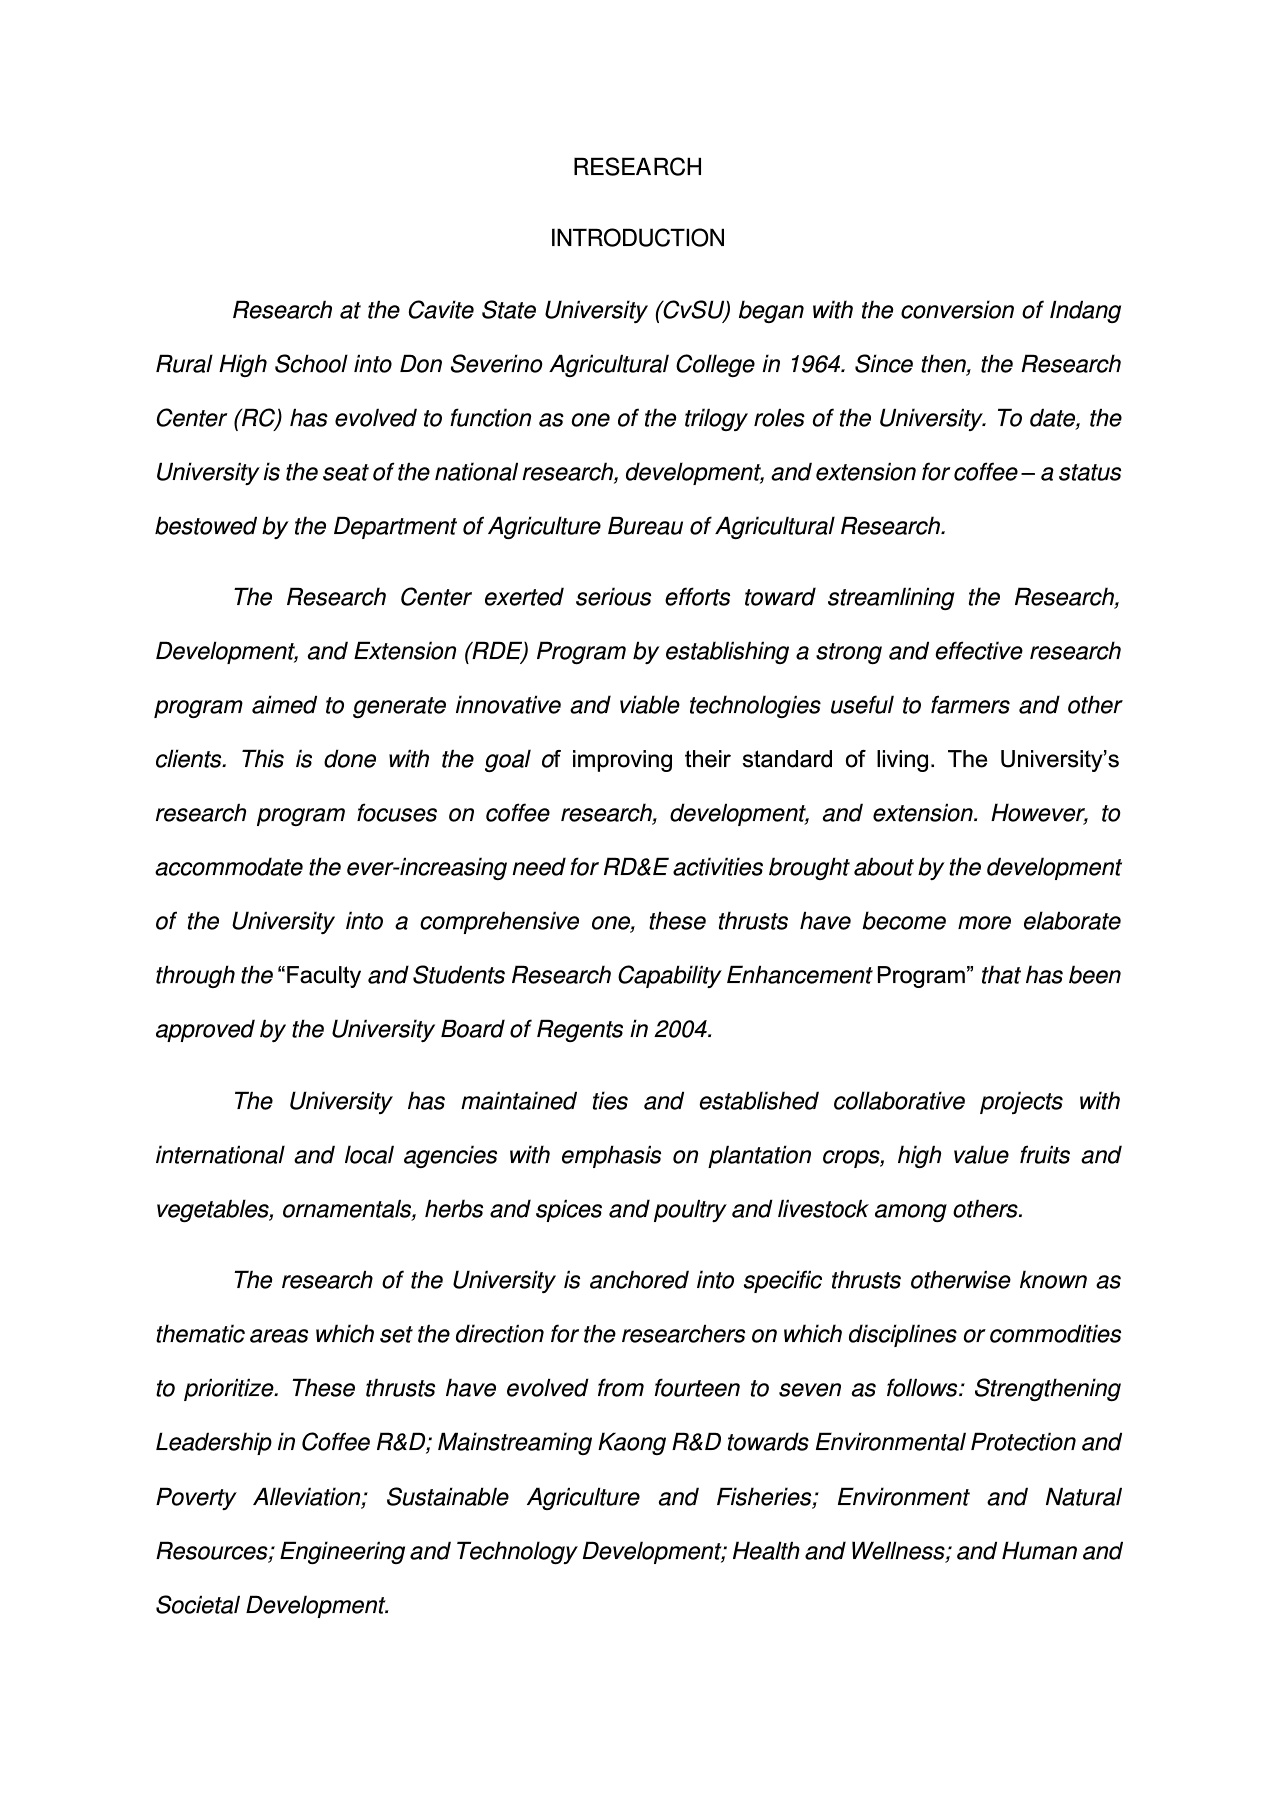 RESEARCH
INTRODUCTION
Research at the Cavite State University (CvSU) began with the conversion of Indang
Rural High School into Don Severino Agricultural College in 1964. Since then, the Research
Center (RC) has evolved to function as one of the trilogy roles of the University. To date, the
University is the seat of the national research, development, and extension for coffee – a status
bestowed by the Department of Agriculture Bureau of Agricultural Research.
The Research Center exerted serious efforts toward streamlining the Research,
Development, and Extension (RDE) Program by establishing a strong and effective research
program aimed to generate innovative and viable technologies useful to farmers and other
clients. This is done with the goal of improving their standard of living. The University’s
research program focuses on coffee research, development, and extension. However, to
accommodate the ever-increasing need for RD&E activities brought about by the development
of the University into a comprehensive one, these thrusts have become more elaborate
through the “Faculty and Students Research Capability Enhancement Program” that has been
approved by the University Board of Regents in 2004.
The University has maintained ties and established collaborative projects with
international and local agencies with emphasis on plantation crops, high value fruits and
vegetables, ornamentals, herbs and spices and poultry and livestock among others.
The research of the University is anchored into specific thrusts otherwise known as
thematic areas which set the direction for the researchers on which disciplines or commodities
to prioritize. These thrusts have evolved from fourteen to seven as follows: Strengthening
Leadership in Coffee R&D; Mainstreaming Kaong R&D towards Environmental Protection and
Poverty Alleviation; Sustainable Agriculture and Fisheries; Environment and Natural
Resources; Engineering and Technology Development; Health and Wellness; and Human and
Societal Development.